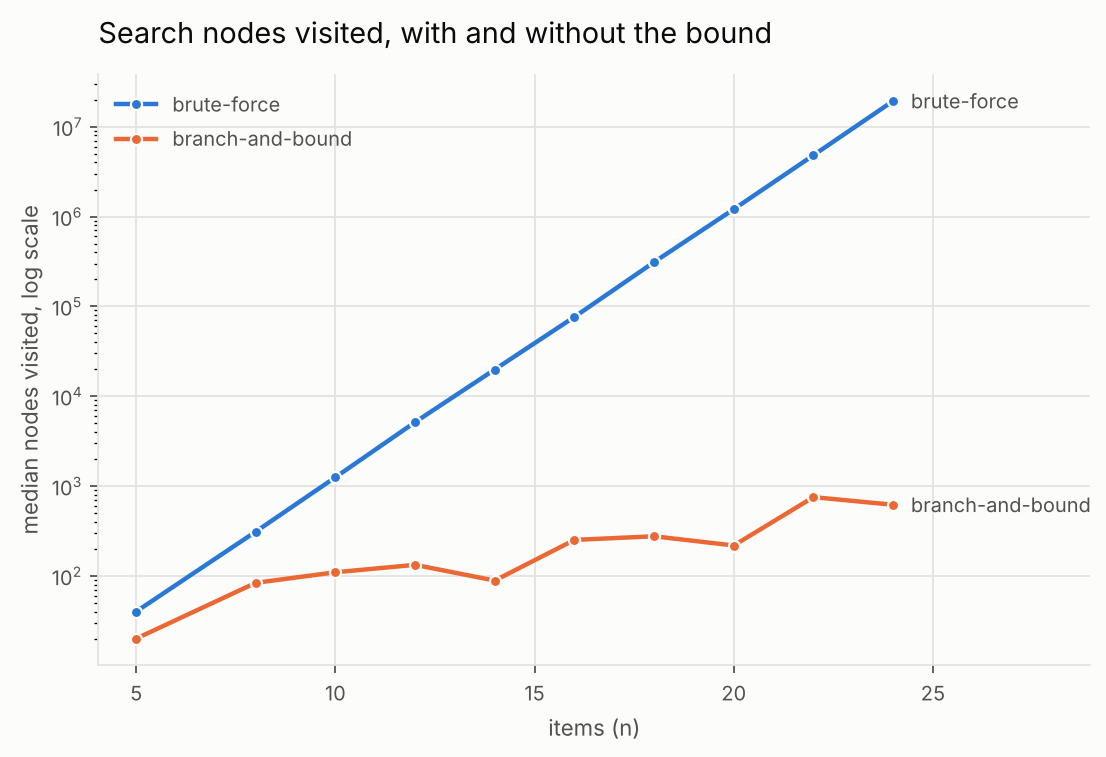 Search nodes visited, with and without the bound
brute-force
branch-and-bound
brute-force
branch-and-bound
median nodes visited, log scale
10⁷
10⁶
10⁵
10⁴
10³
10²
5 10 15 20 25
items (n)